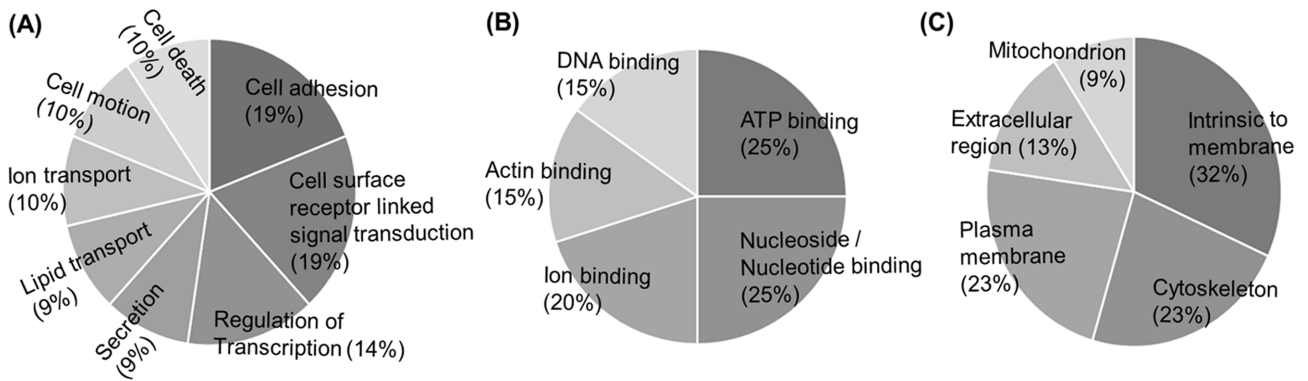 (A)
Cell death
(10%)
Cell adhesion
(19%)
Cell motion
(10%)
Ion transport
(10%)
Cell surface
receptor linked
signal transduction
(19%)
Lipid transport
(9%)
Secretion
(9%)
Regulation of
Transcription (14%)
(B)
DNA binding
(15%)
ATP binding
(25%)
Actin binding
(15%)
Nucleoside /
Nucleotide binding
(25%)
Ion binding
(20%)
(C)
Mitochondrion
(9%)
Intrinsic to
membrane
(32%)
Extracellular
region (13%)
Plasma
membrane
(23%)
Cytoskeleton
(23%)